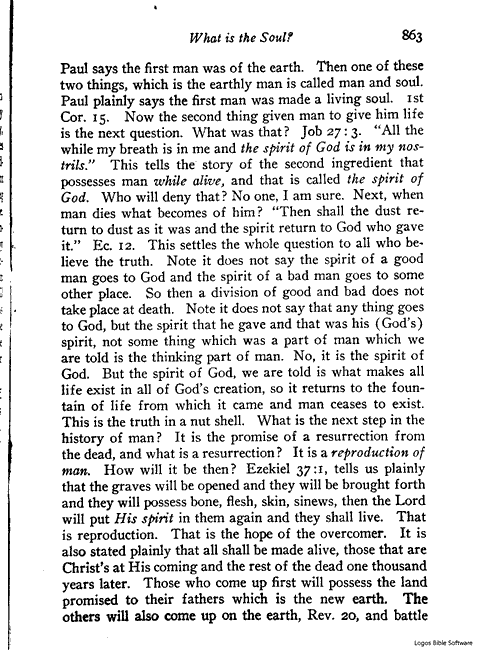 What is the Soul? 863
Paul says the first man was of the earth. Then one of these
two things, which is the earthly man is called man and soul.
Paul plainly says the first man was made a living soul. 1st
Cor. 15. Now the second thing given man to give him life
is the next question. What was that? Job 27:3. "All the
while my breath is in me and the spirit of God is in my nos-
trils." This tells the story of the second ingredient that
possesses man while alive, and that is called the spirit of
God. Who will deny that? No one, I am sure. Next, when
man dies what becomes of him? "Then shall the dust re-
turn to dust as it was and the spirit return to God who gave
it." Ec. 12. This settles the whole question to all who be-
lieve the truth. Note it does not say the spirit of a good
man goes to God and the spirit of a bad man goes to some
other place. So then a division of good and bad does not
take place at death. Note it does not say that any thing goes
to God, but the spirit that he gave and that was his (God's)
spirit, not some thing which was a part of man which we
are told is the thinking part of man. No, it is the spirit of
God. But the spirit of God, we are told is what makes all
life exist in all of God's creation, so it returns to the foun-
tain of life from which it came and man ceases to exist.
This is the truth in a nut shell. What is the next step in the
history of man? It is the promise of a resurrection from
the dead, and what is a resurrection? It is a reproduction of
man. How will it be then? Ezekiel 37:1, tells us plainly
that the graves will be opened and they will be brought forth
and they will possess bone, flesh, skin, sinews, then the Lord
will put His spirit in them again and they shall live. That
is reproduction. That is the hope of the overcomer. It is
also stated plainly that all shall be made alive, those that are
Christ's at His coming and the rest of the dead one thousand
years later. Those who come up first will possess the land
promised to their fathers which is the new earth. The
others will also come up on the earth, Rev. 20, and battle
Logos Bible Software